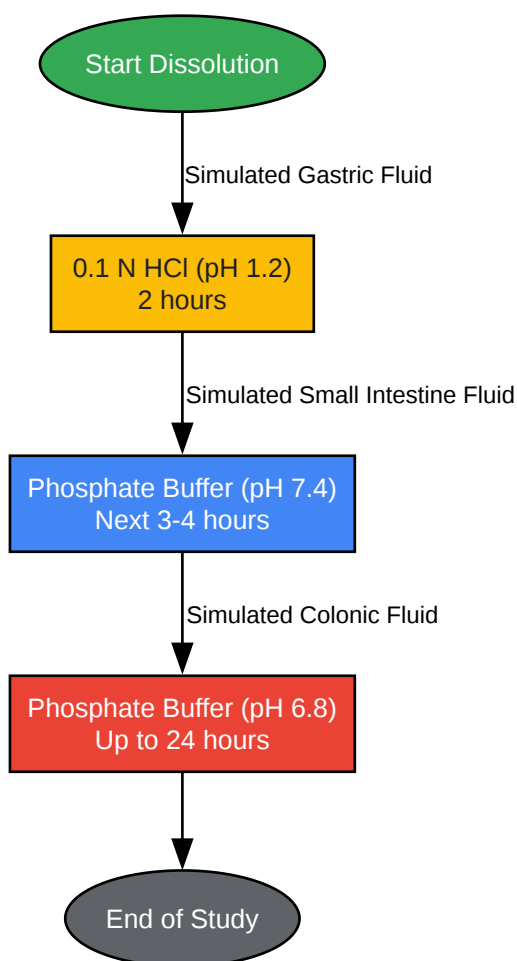 Start Dissolution
Simulated Gastric Fluid
0.1 N HCl (pH 1.2)
2 hours
Simulated Small Intestine Fluid
Phosphate Buffer (pH 7.4)
Next 3-4 hours
Simulated Colonic Fluid
Phosphate Buffer (pH 6.8)
Up to 24 hours
End of Study